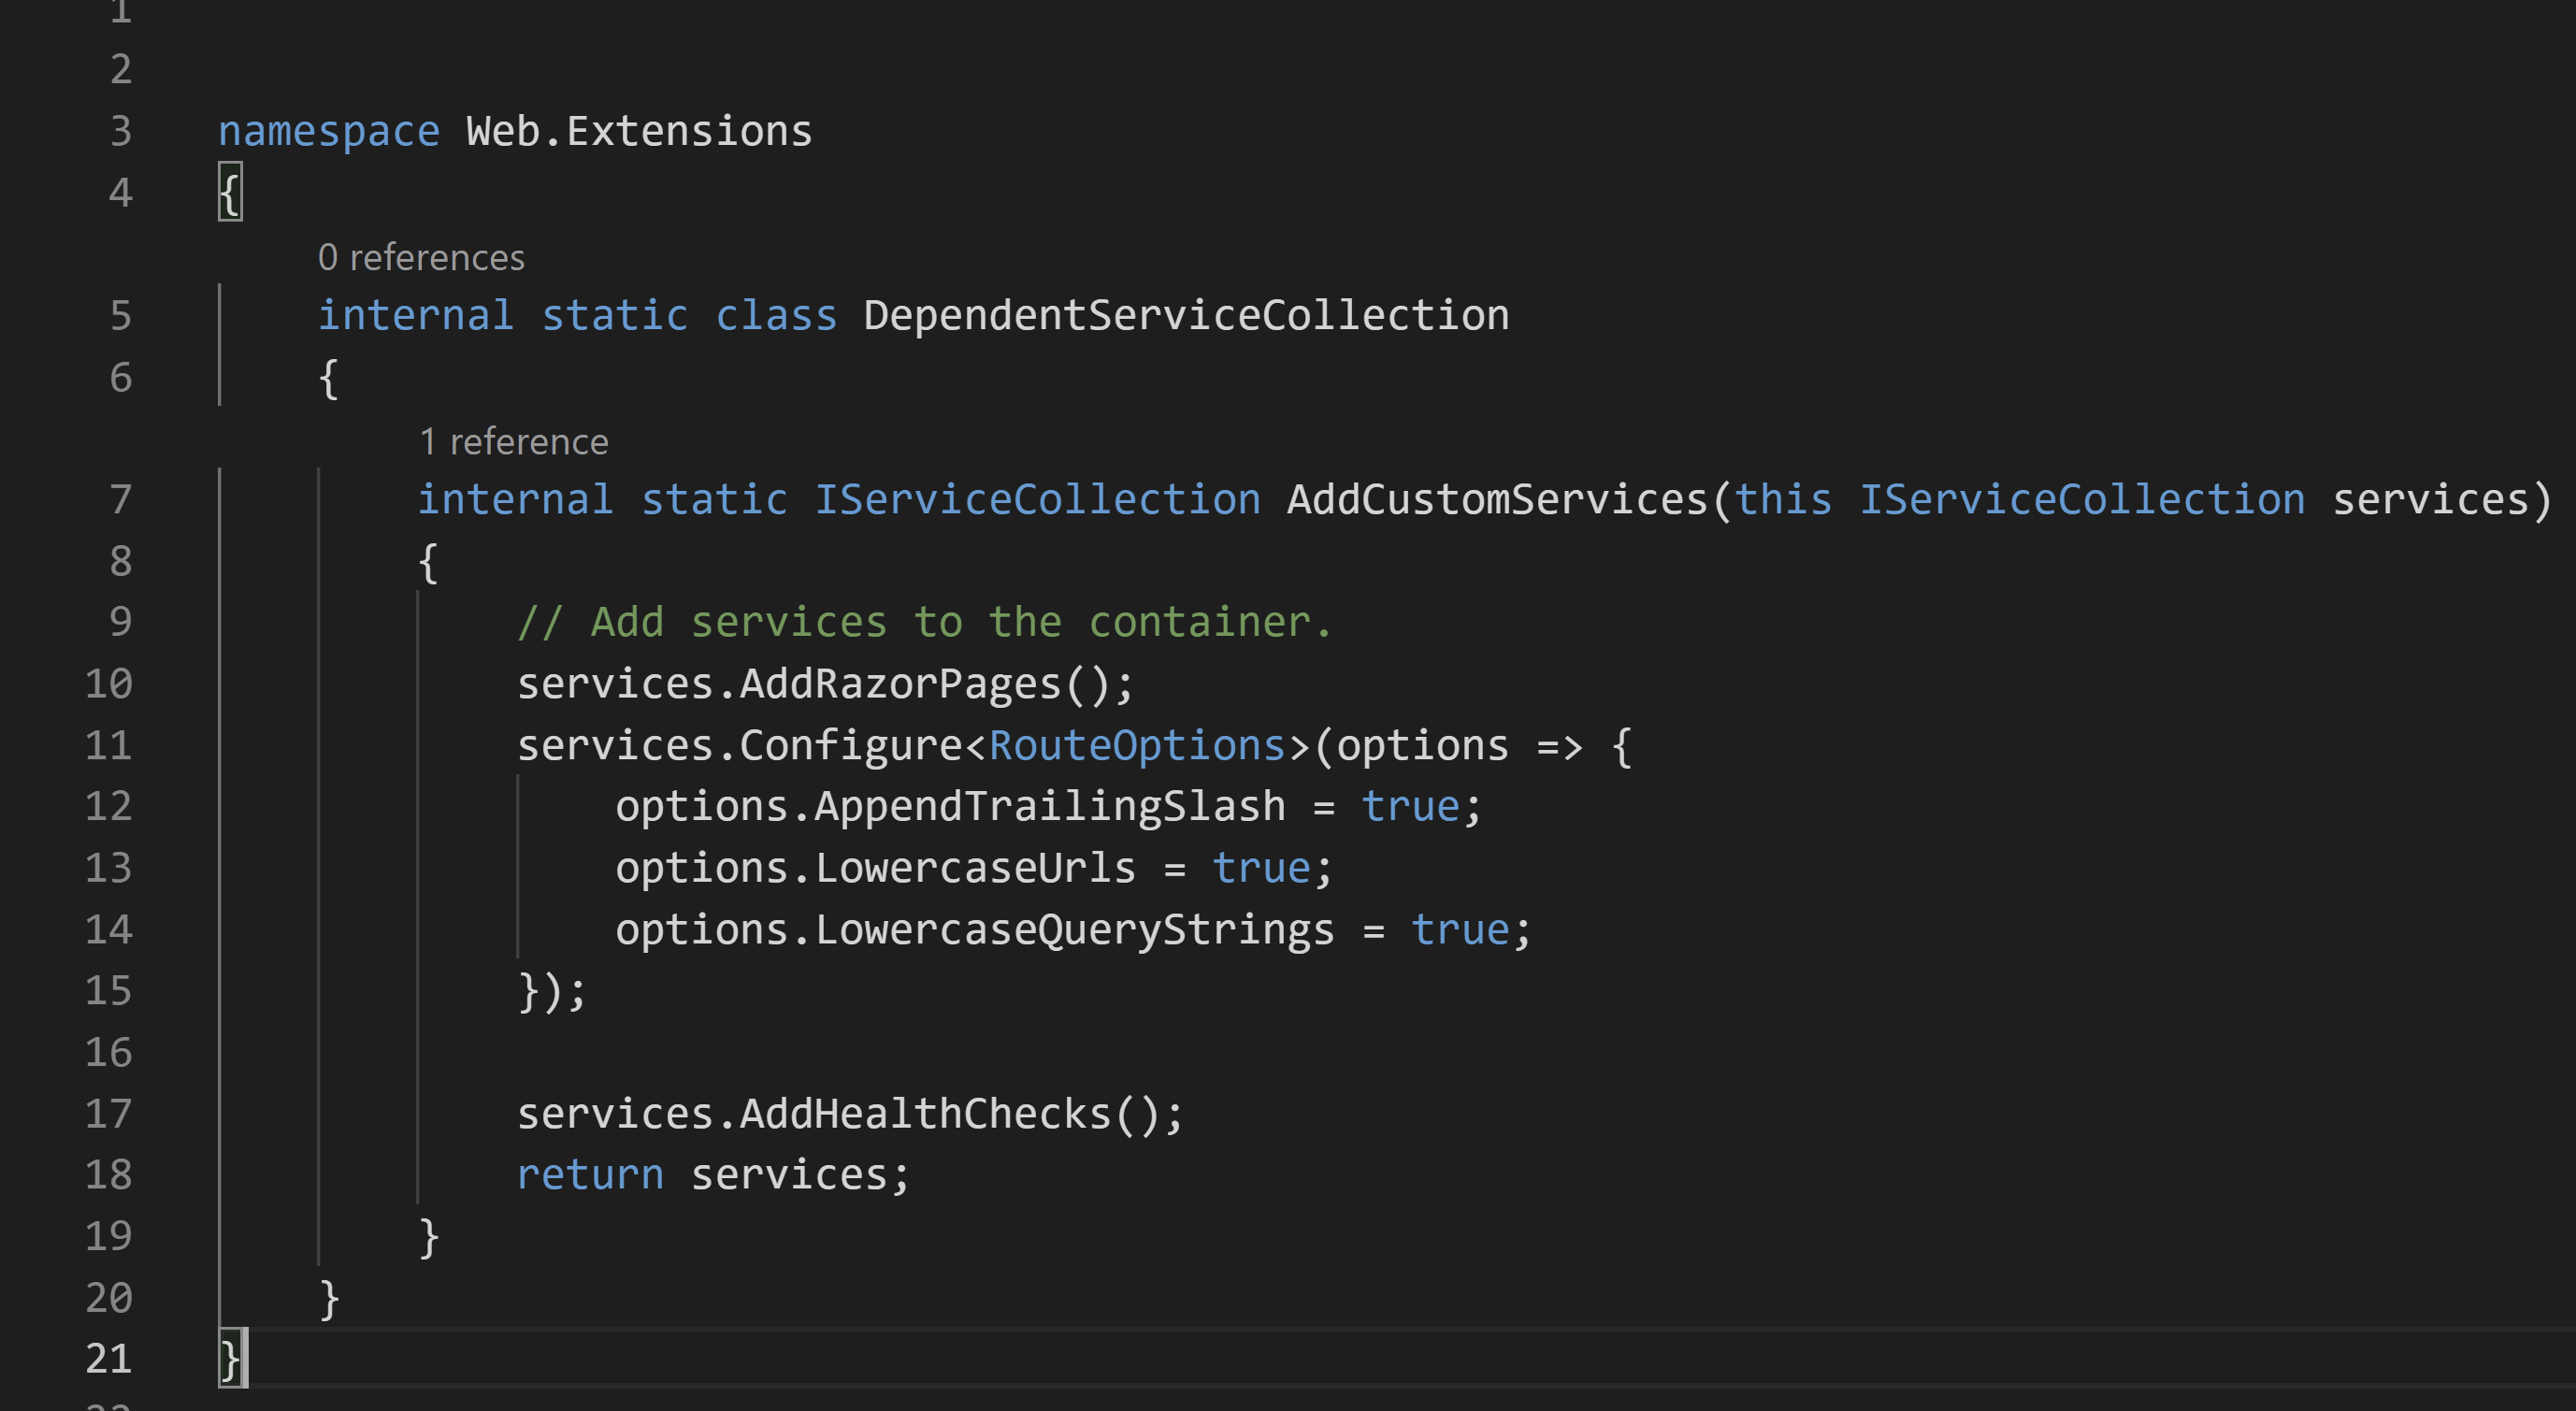 1
2
3 namespace Web.Extensions
4 {
0 references
5 internal static class DependentServiceCollection
6 {
1 reference
7 internal static IServiceCollection AddCustomServices(this IServiceCollection services)
8 {
9 // Add services to the container.
10 services.AddRazorPages();
11 services.Configure<RouteOptions>(options => {
12 options.AppendTrailingSlash = true;
13 options.LowercaseUrls = true;
14 options.LowercaseQueryStrings = true;
15 });
16
17 services.AddHealthChecks();
18 return services;
19 }
20 }
21 }
22